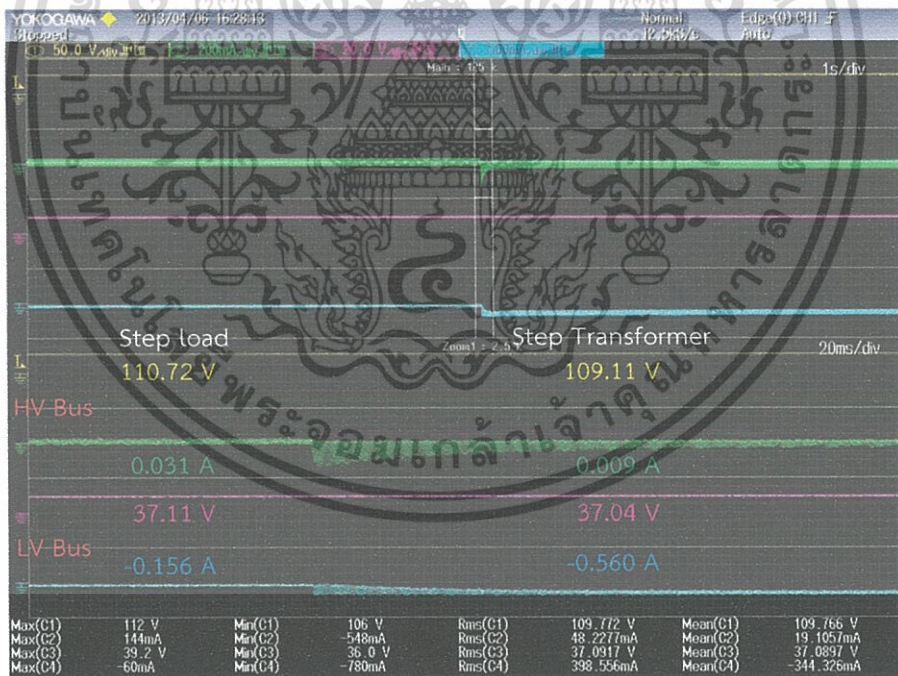 YOKOGAWA 2013/04/06 16:28:43 Normal Edge(Q) CH1
Stopped 12.5kS/s Auto
50.0 V 200mA 20.0 V
Main : 125 k
1s/div
Step load Step Transformer
Zoom1 : 2.5 k 20ms/div
110.72 V 109.11 V
HV Bus
0.031 A 0.009 A
37.11 V 37.04 V
LV Bus
-0.156 A -0.560 A
Max(C1) 112 V Min(C1) 106 V Rms(C1) 109.772 V Mean(C1) 109.766 V
Max(C2) 144mA Min(C2) -548mA Rms(C2) 48.2277mA Mean(C2) 19.1057mA
Max(C3) 39.2 V Min(C3) 36.0 V Rms(C3) 37.0917 V Mean(C3) 37.0897 V
Max(C4) -60mA Min(C4) -780mA Rms(C4) 398.556mA Mean(C4) -344.326mA